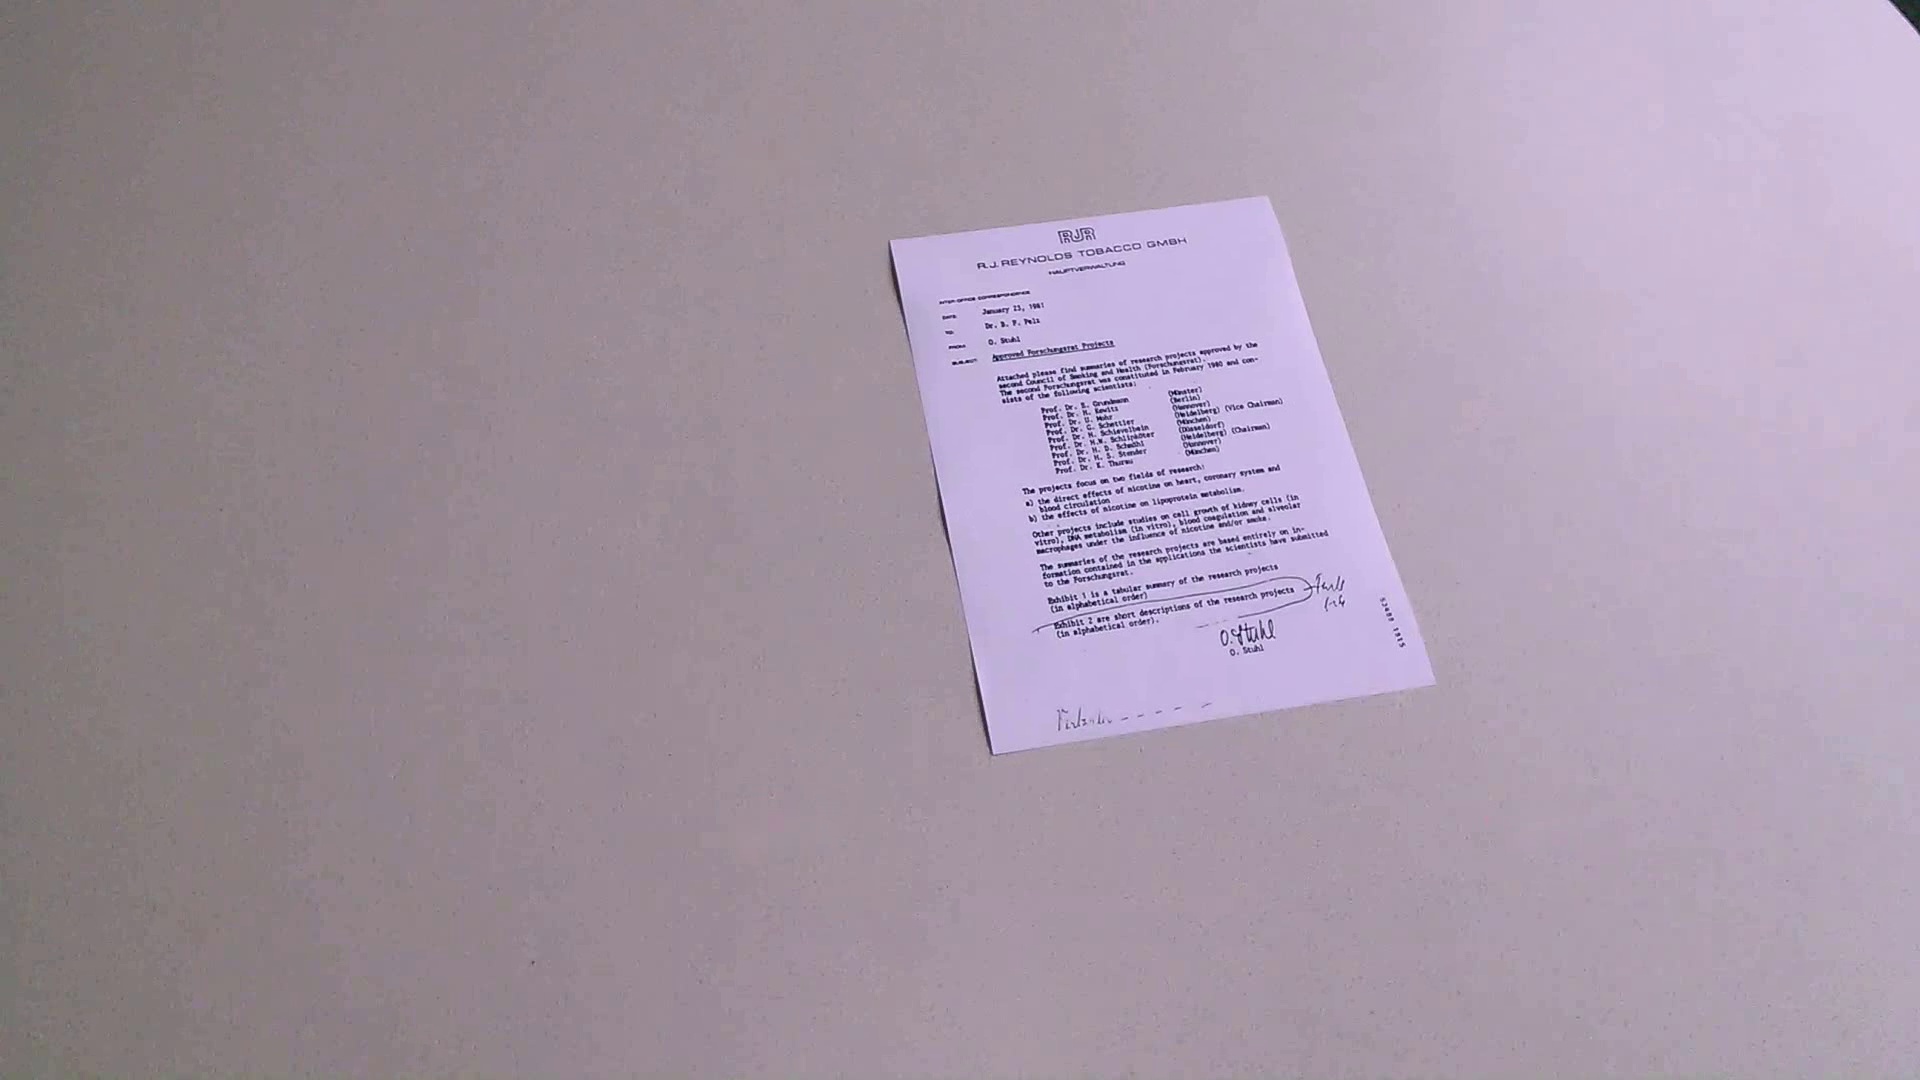 RJR
R.J. REYNOLDS TOBACCO GMBH
HAUPTVERWALTUNG
INTER-OFFICE CORRESPONDENCE
DATE: January 23, 1981
TO: Dr. B. F. Pelz
FROM: O. Stuhl
SUBJECT: Approved Forschungsrat Projects
Attached please find summaries of research projects approved by the
second Council of Smoking and Health (Forschungsrat).
The second Forschungsrat was constituted in February 1980 and con-
sists of the following scientists:
Prof. Dr. E. Grundmann (Münster)
Prof. Dr. H. Kewitz (Berlin)
Prof. Dr. U. Mohr (Hannover)
Prof. Dr. G. Schettler (Heidelberg) (Vice Chairman)
Prof. Dr. H. Schievelbein (München)
Prof. Dr. H.W. Schlipköter (Düsseldorf)
Prof. Dr. H. D. Schmähl (Heidelberg) (Chairman)
Prof. Dr. H. S. Stender (Hannover)
Prof. Dr. K. Thurau (München)
The projects focus on two fields of research:
a) the direct effects of nicotine on heart, coronary system and
blood circulation
b) the effects of nicotine on lipoprotein metabolism.
Other projects include studies on cell growth of kidney cells (in
vitro), DNA metabolism (in vitro), blood coagulation and alveolar
macrophages under the influence of nicotine and/or smoke.
The summaries of the research projects are based entirely on in-
formation contained in the applications the scientists have submitted
to the Forschungsrat.
Exhibit 1 is a tabular summary of the research projects
(in alphabetical order)
Exhibit 2 are short descriptions of the research projects
(in alphabetical order).
O. Stuhl
O. Stuhl